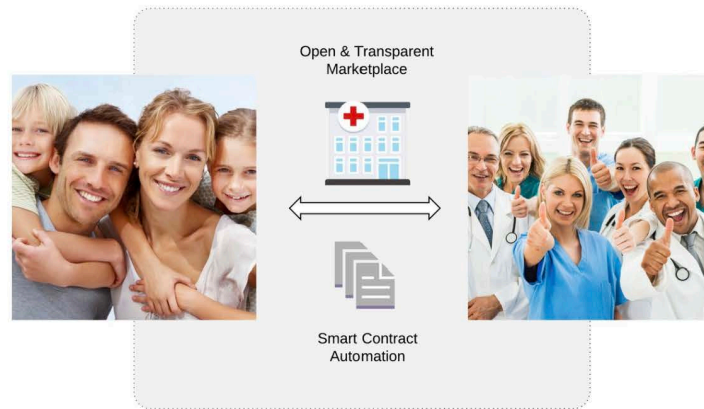 Open & Transparent
Marketplace
Smart Contract
Automation